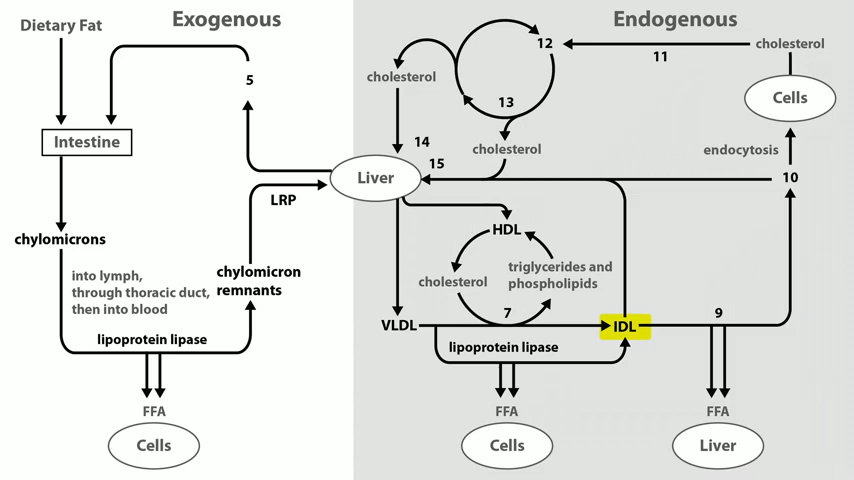 Exogenous
Endogenous
Dietary Fat
5
Intestine
chylomicrons
into lymph,
through thoracic duct,
then into blood
LRP
chylomicron
remnants
lipoprotein lipase
FFA
Cells
cholesterol
12
11
cholesterol
13
Cells
14
cholesterol
endocytosis
15
Liver
10
HDL
cholesterol
triglycerides and
phospholipids
7
VLDL
IDL
9
lipoprotein lipase
FFA
Cells
FFA
Liver